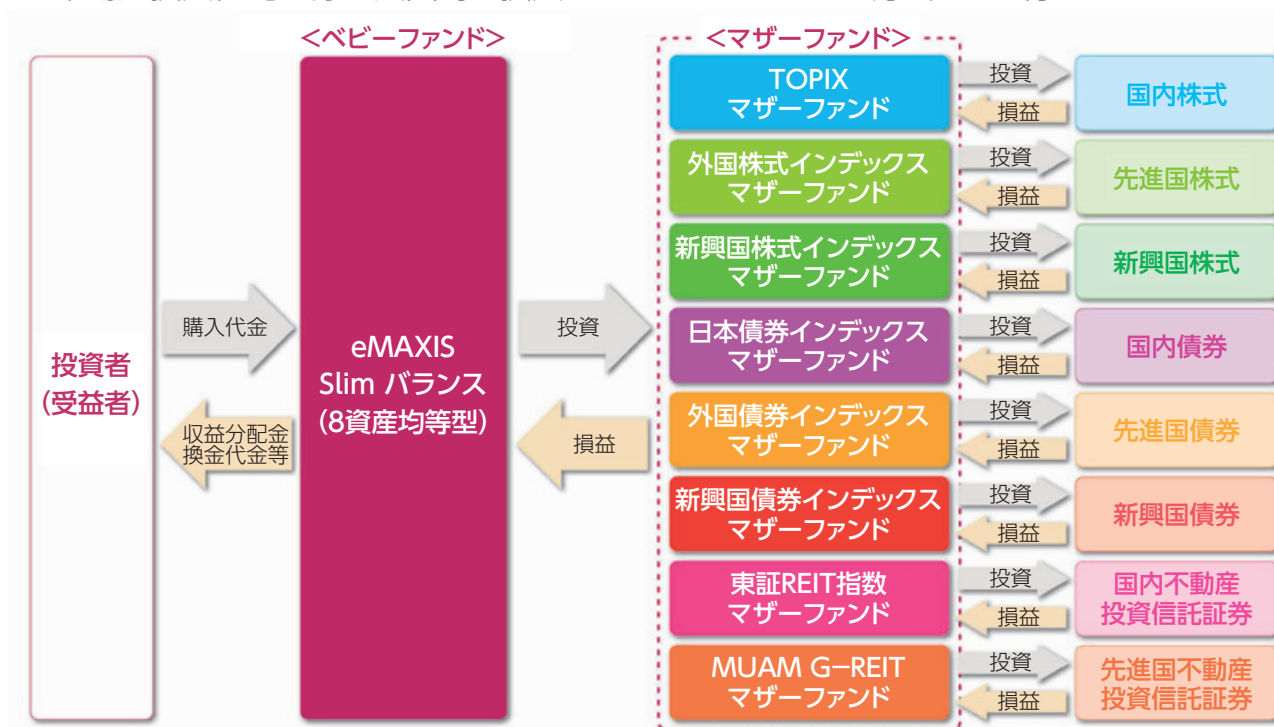 <ベビーファンド>
<マザーファンド>
投資者
(受益者)
購入代金
収益分配金
換金代金等
eMAXIS
Slim バランス
(8資産均等型)
投資
損益
TOPIX
マザーファンド
投資
損益
国内株式
外国株式インデックス
マザーファンド
投資
損益
先進国株式
新興国株式インデックス
マザーファンド
投資
損益
新興国株式
日本債券インデックス
マザーファンド
投資
損益
国内債券
外国債券インデックス
マザーファンド
投資
損益
先進国債券
新興国債券インデックス
マザーファンド
投資
損益
新興国債券
東証REIT指数
マザーファンド
投資
損益
国内不動産
投資信託証券
MUAM G−REIT
マザーファンド
投資
損益
先進国不動産
投資信託証券